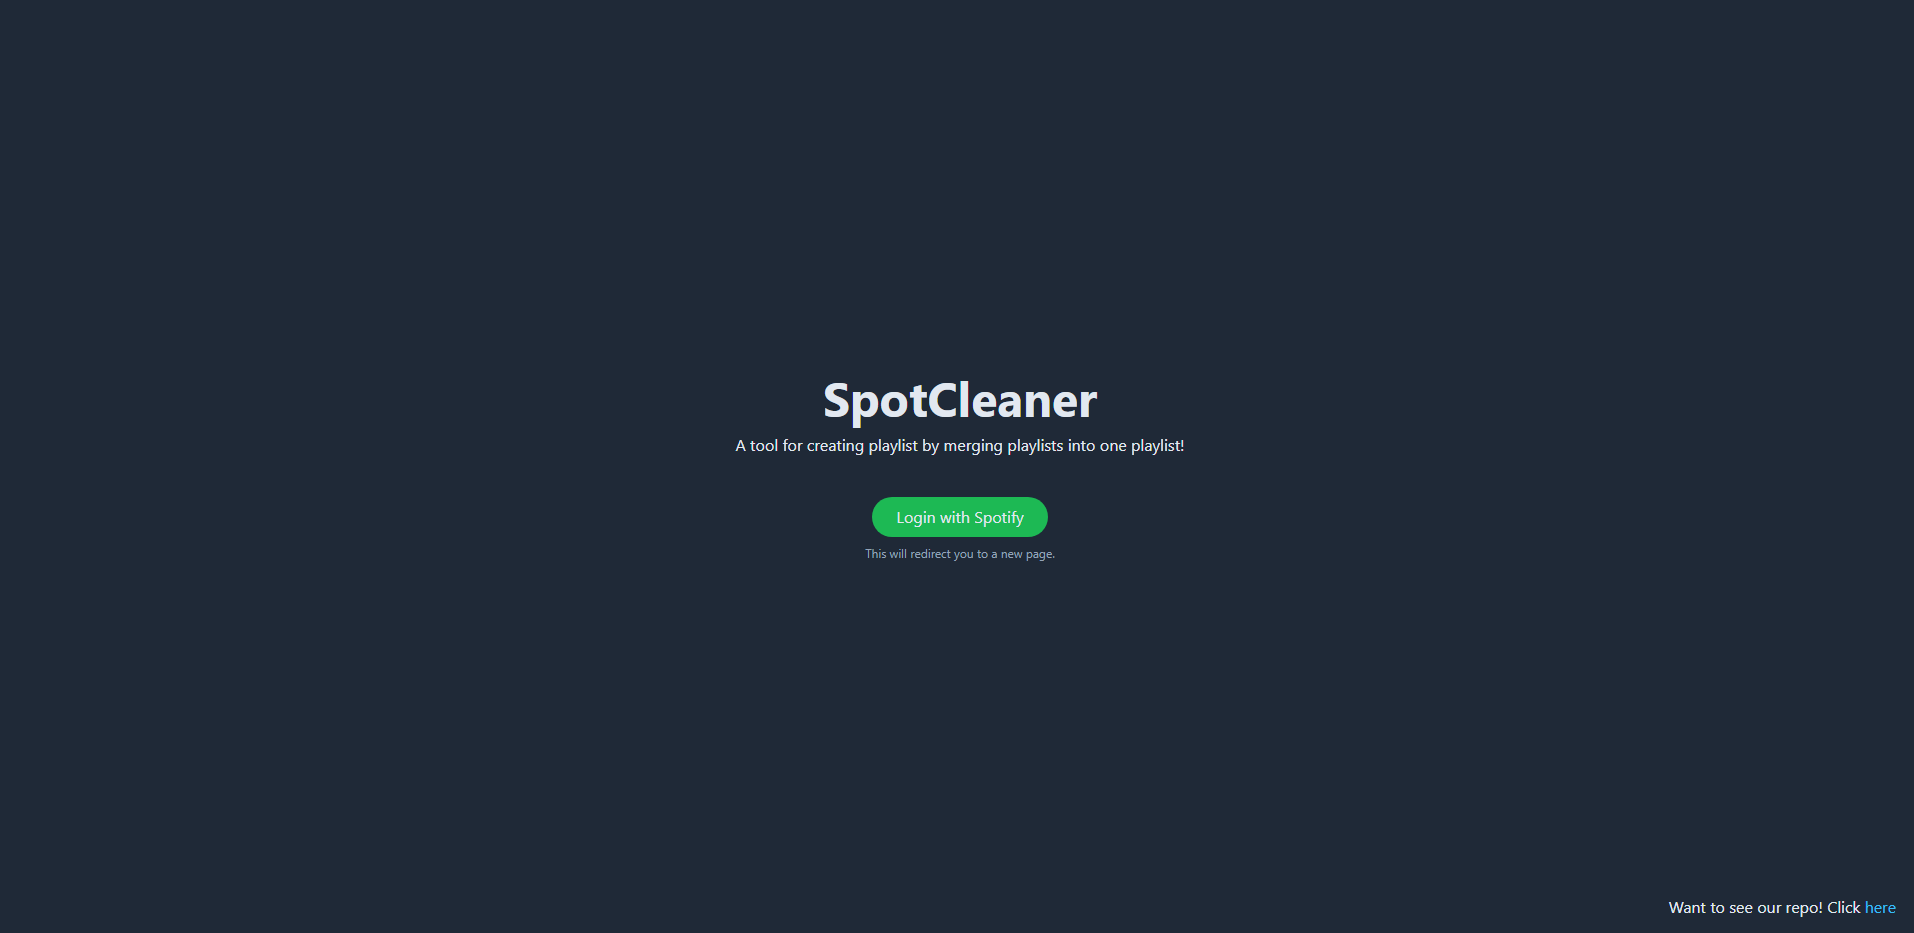 SpotCleaner
A tool for creating playlist by merging playlists into one playlist!
Login with Spotify
This will redirect you to a new page.
Want to see our repo! Click here